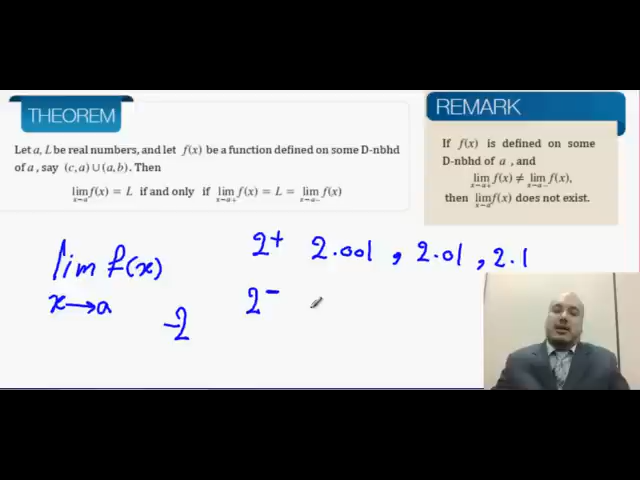 THEOREM
Let a, L be real numbers, and let f(x) be a function defined on some D-nbhd
of a, say (c, a) ∪ (a, b). Then
lim x→a f(x) = L if and only if lim x→a+ f(x) = L = lim x→a− f(x)
REMARK
If f(x) is defined on some
D-nbhd of a, and
lim x→a+ f(x) ≠ lim x→a− f(x),
then lim x→a f(x) does not exist.
lim f(x)
x→a
-2
2+ 2.001, 2.01, 2.1
2−